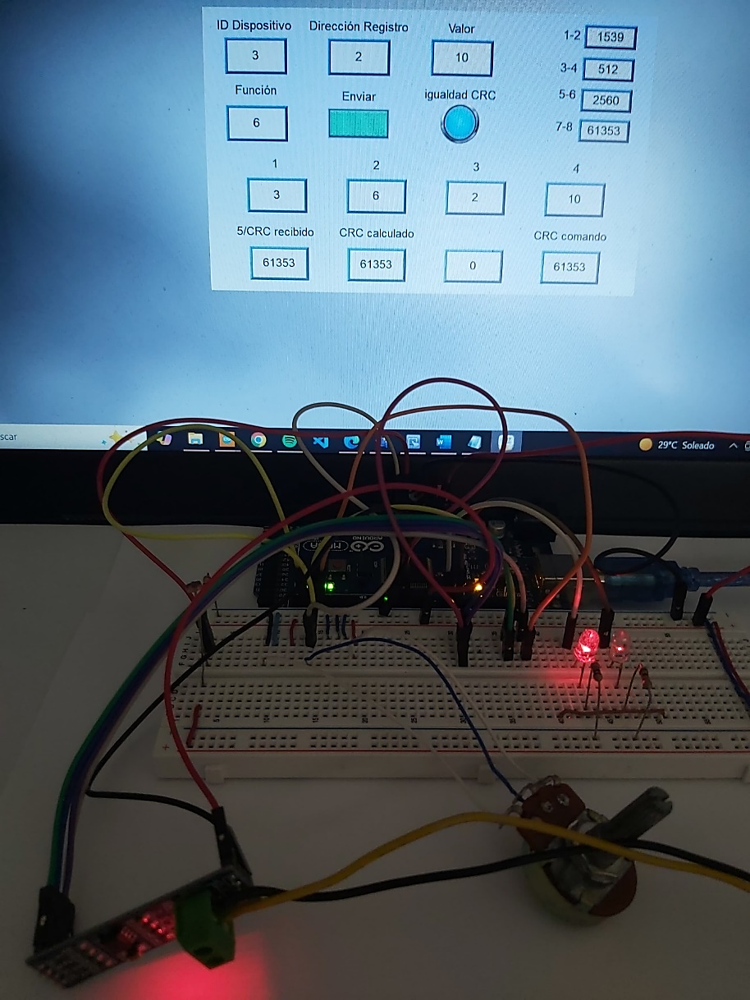 ID Dispositivo Dirección Registro Valor
3 2 10
1-2 1539
3-4 512
5-6 2560
7-8 61353
Función Enviar igualdad CRC
6
1 2 3 4
3 6 2 10
5/CRC recibido CRC calculado CRC comando
61353 61353 0 61353
scar
29°C Soleado
ARDUINO
MEGA